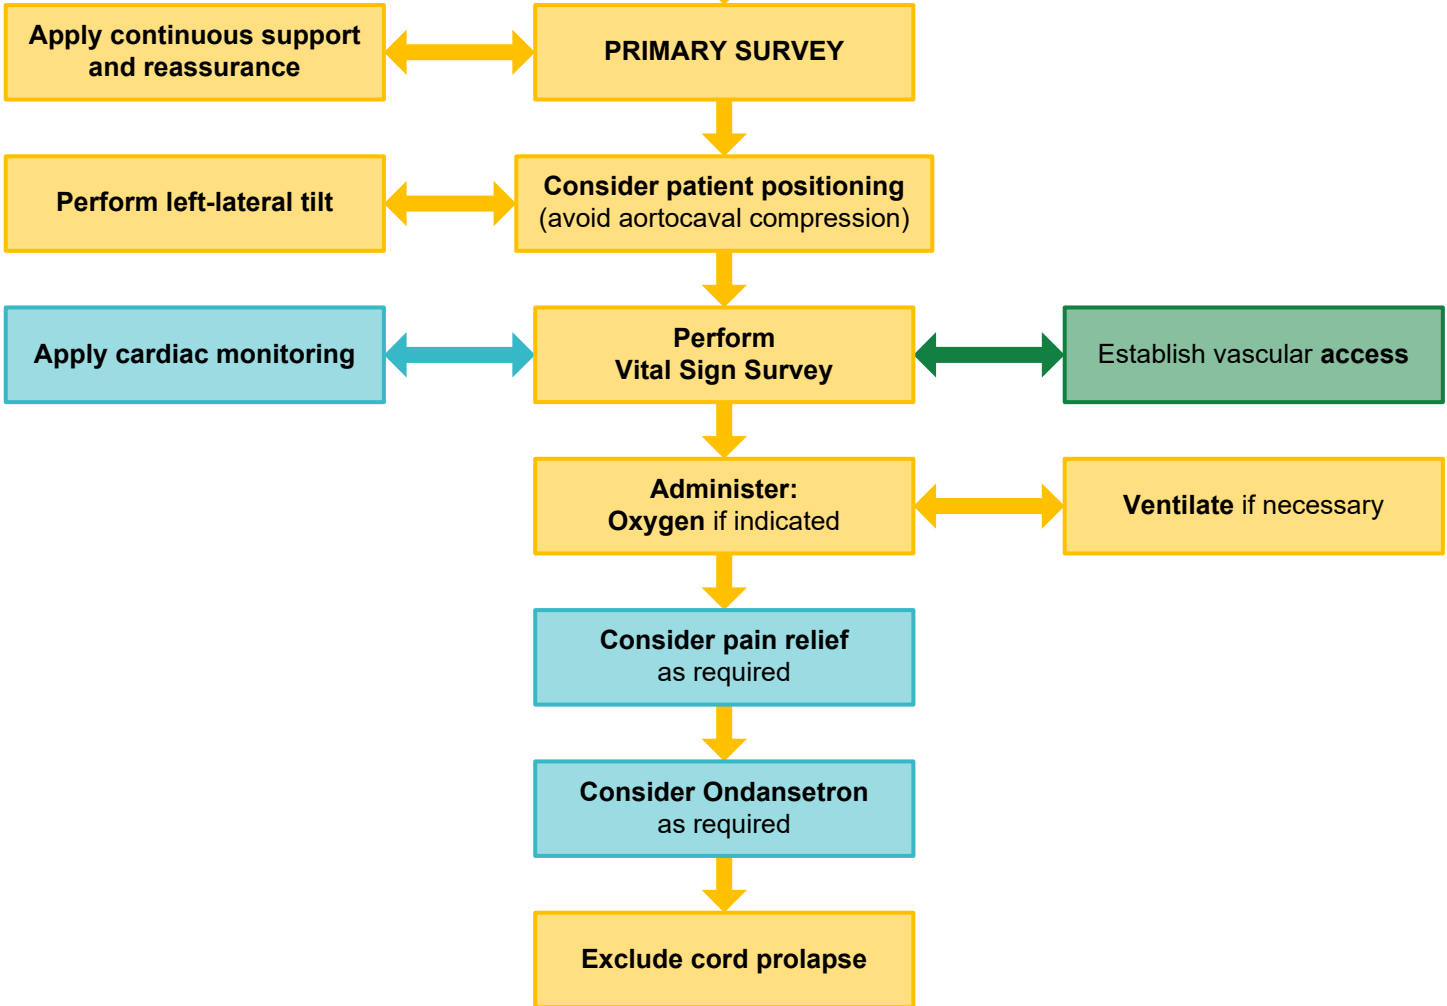 Apply continuous support
and reassurance
PRIMARY SURVEY
Perform left-lateral tilt
Consider patient positioning
(avoid aortocaval compression)
Apply cardiac monitoring
Perform
Vital Sign Survey
Establish vascular access
Administer:
Oxygen if indicated
Ventilate if necessary
Consider pain relief
as required
Consider Ondansetron
as required
Exclude cord prolapse